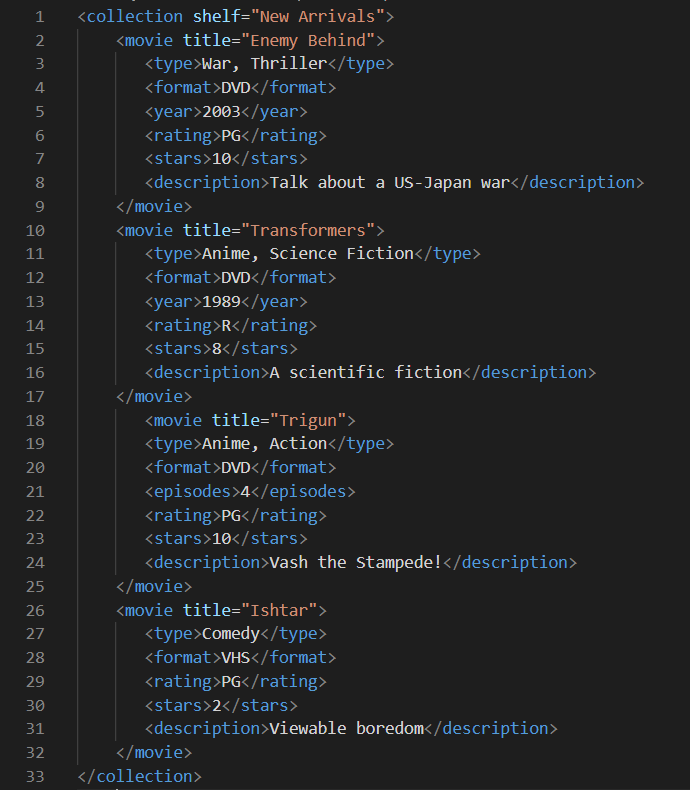 1 <collection shelf="New Arrivals">
2 <movie title="Enemy Behind">
3 <type>War, Thriller</type>
4 <format>DVD</format>
5 <year>2003</year>
6 <rating>PG</rating>
7 <stars>10</stars>
8 <description>Talk about a US-Japan war</description>
9 </movie>
10 <movie title="Transformers">
11 <type>Anime, Science Fiction</type>
12 <format>DVD</format>
13 <year>1989</year>
14 <rating>R</rating>
15 <stars>8</stars>
16 <description>A scientific fiction</description>
17 </movie>
18 <movie title="Trigun">
19 <type>Anime, Action</type>
20 <format>DVD</format>
21 <episodes>4</episodes>
22 <rating>PG</rating>
23 <stars>10</stars>
24 <description>Vash the Stampede!</description>
25 </movie>
26 <movie title="Ishtar">
27 <type>Comedy</type>
28 <format>VHS</format>
29 <rating>PG</rating>
30 <stars>2</stars>
31 <description>Viewable boredom</description>
32 </movie>
33 </collection>